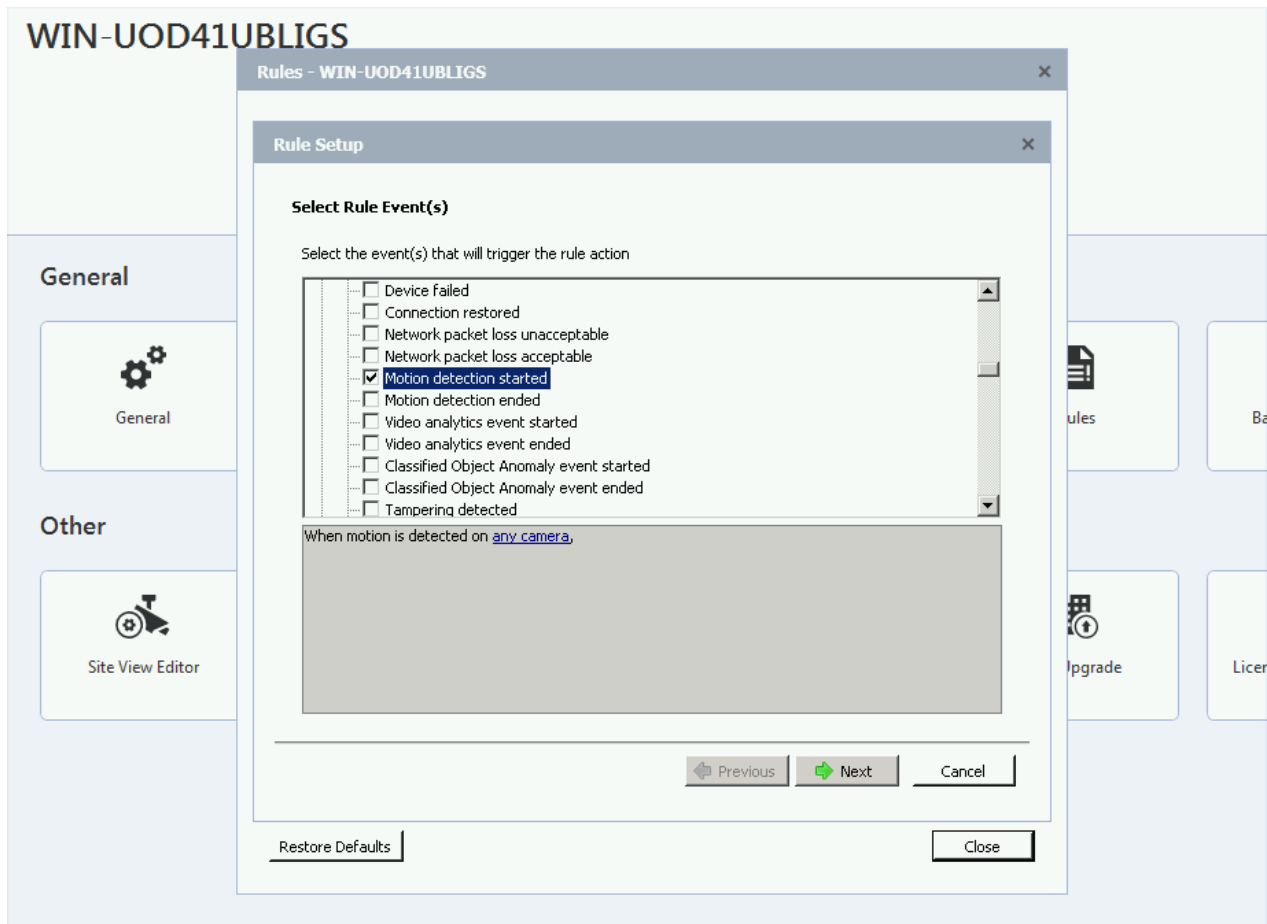 WIN-UOD41UBLIGS
Rules - WIN-UOD41UBLIGS
Rule Setup
Select Rule Event(s)
Select the event(s) that will trigger the rule action
Device failed
Connection restored
Network packet loss unacceptable
Network packet loss acceptable
Motion detection started
Motion detection ended
Video analytics event started
Video analytics event ended
Classified Object Anomaly event started
Classified Object Anomaly event ended
Tampering detected
When motion is detected on any camera,
Previous
Next
Cancel
Restore Defaults
Close
General
General
ules
Ba
Other
Site View Editor
Upgrade
Licer